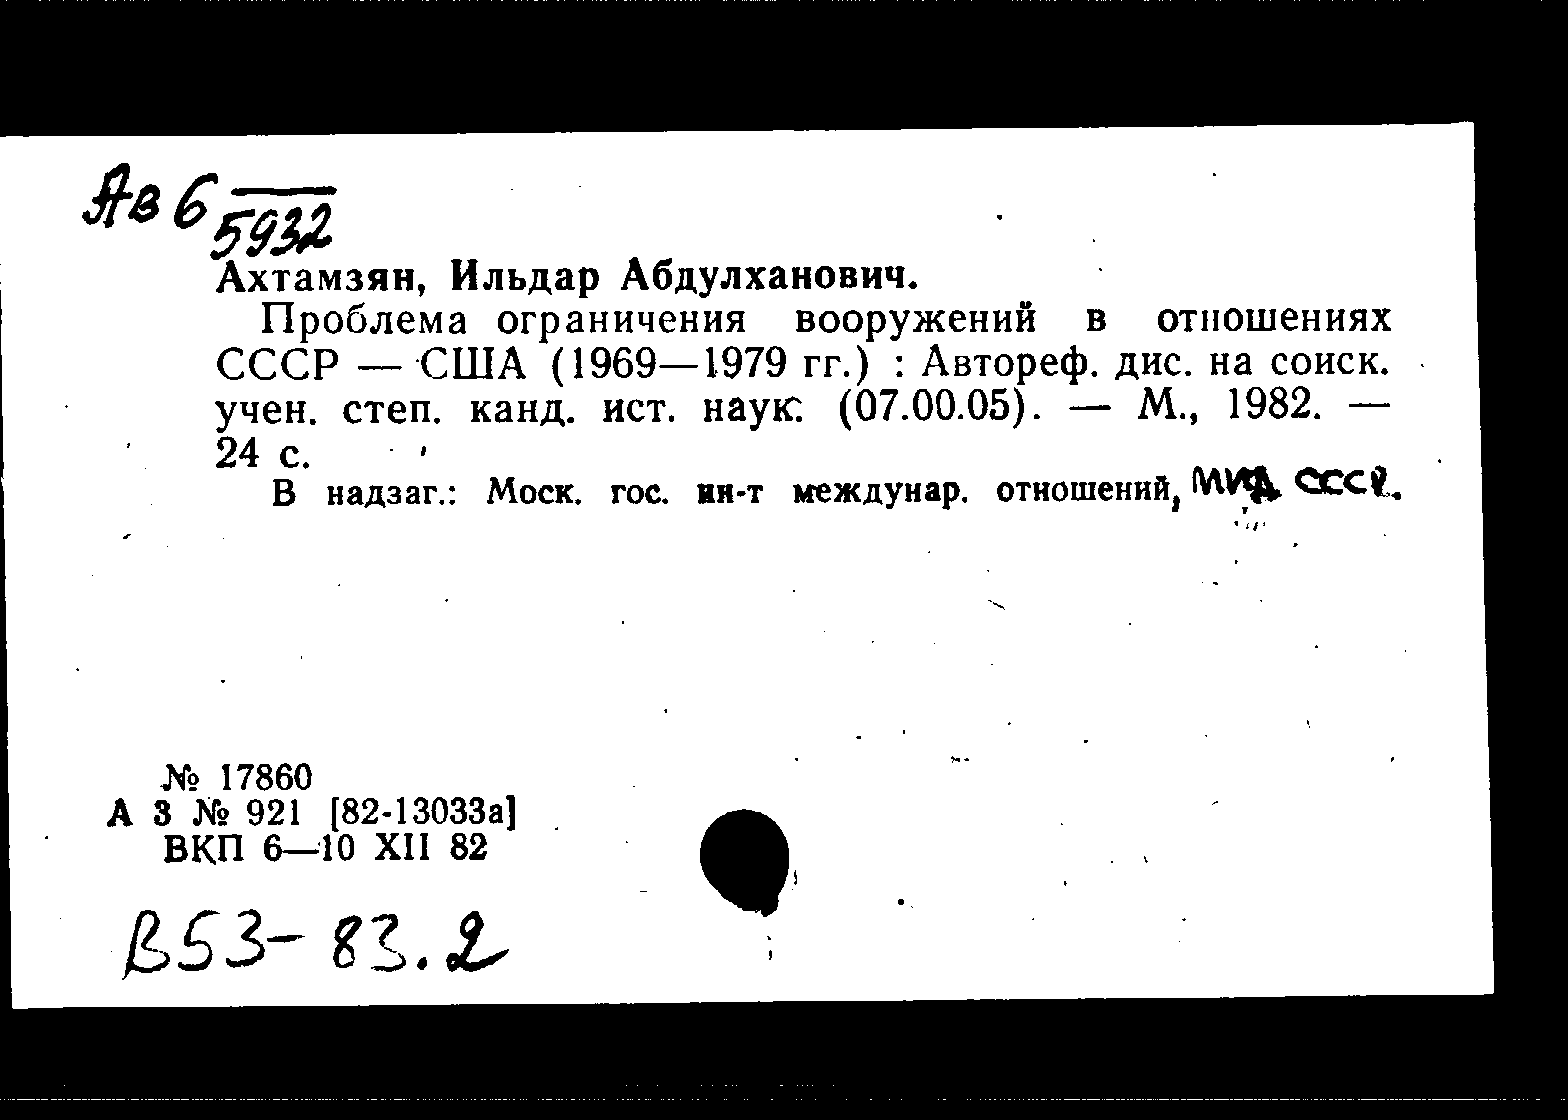 Ав 6
5932
Ахтамзян, Ильдар Абдулханович.
Проблема ограничения вооружений в отношениях
СССР — США (1969—1979 гг.) : Автореф. дис. на соиск.
учен. степ. канд. ист. наук: (07.00.05). — М., 1982. —
24 с.
В надзаг.: Моск. гос. ин-т междунар. отношений, МИД СССР.
№ 17860
А 3 № 921 [82-13033а]
ВКП 6—10 XII 82
В53-83.2